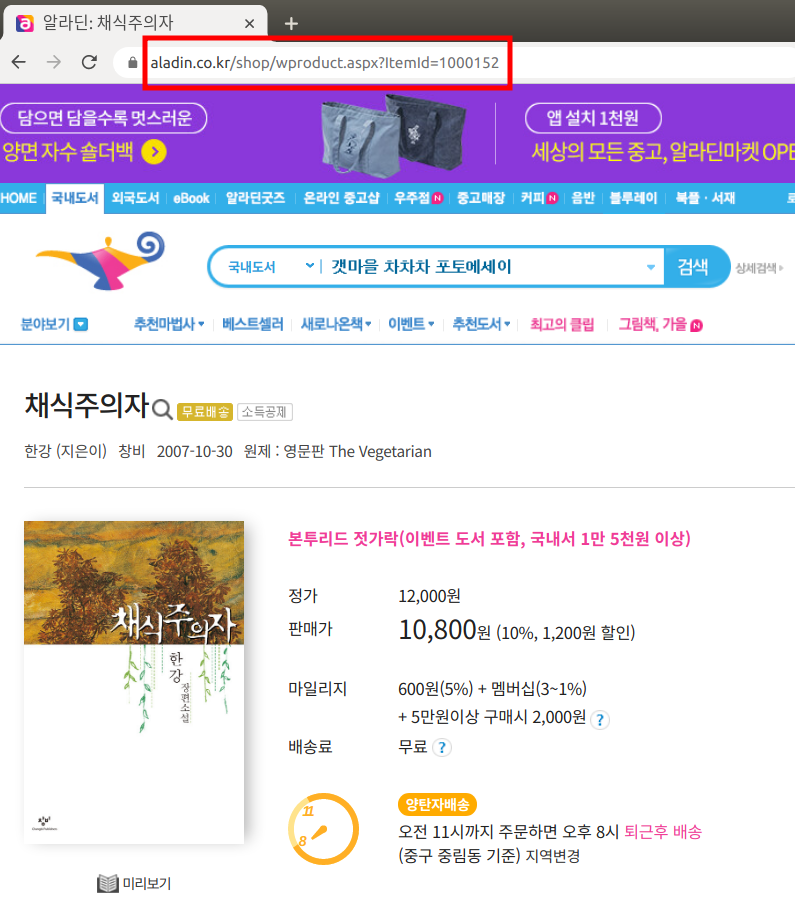 알라딘: 채식주의자
aladin.co.kr/shop/wproduct.aspx?ItemId=1000152
담으면 담을수록 멋스러운
양면 자수 숄더백
앱 설치 1천원
세상의 모든 중고, 알라딘마켓 OPE
HOME 국내도서 외국도서 eBook 알라딘굿즈 온라인 중고샵 우주점 N 중고매장 커피 N 음반 블루레이 북플 · 서재
국내도서 갯마을 차차차 포토에세이 검색 상세검색
분야보기 추천마법사 베스트셀러 새로나온책 이벤트 추천도서 최고의 클립 그림책, 가을 N
채식주의자 무료배송 소득공제
한강 (지은이) 창비 2007-10-30 원제 : 영문판 The Vegetarian
채식주의자
한강
장편소설
미리보기
본투리드 젓가락(이벤트 도서 포함, 국내서 1만 5천원 이상)
정가 12,000원
판매가 10,800원 (10%, 1,200원 할인)
마일리지 600원(5%) + 멤버십(3~1%)
+ 5만원이상 구매시 2,000원 ?
배송료 무료 ?
11
8
양탄자배송
오전 11시까지 주문하면 오후 8시 퇴근후 배송
(중구 중림동 기준) 지역변경